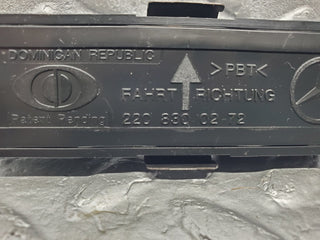 DOMINICAN REPUBLIC
>PBT<
FAHRT RICHTUNG
Patent Pending 220 830 02-72